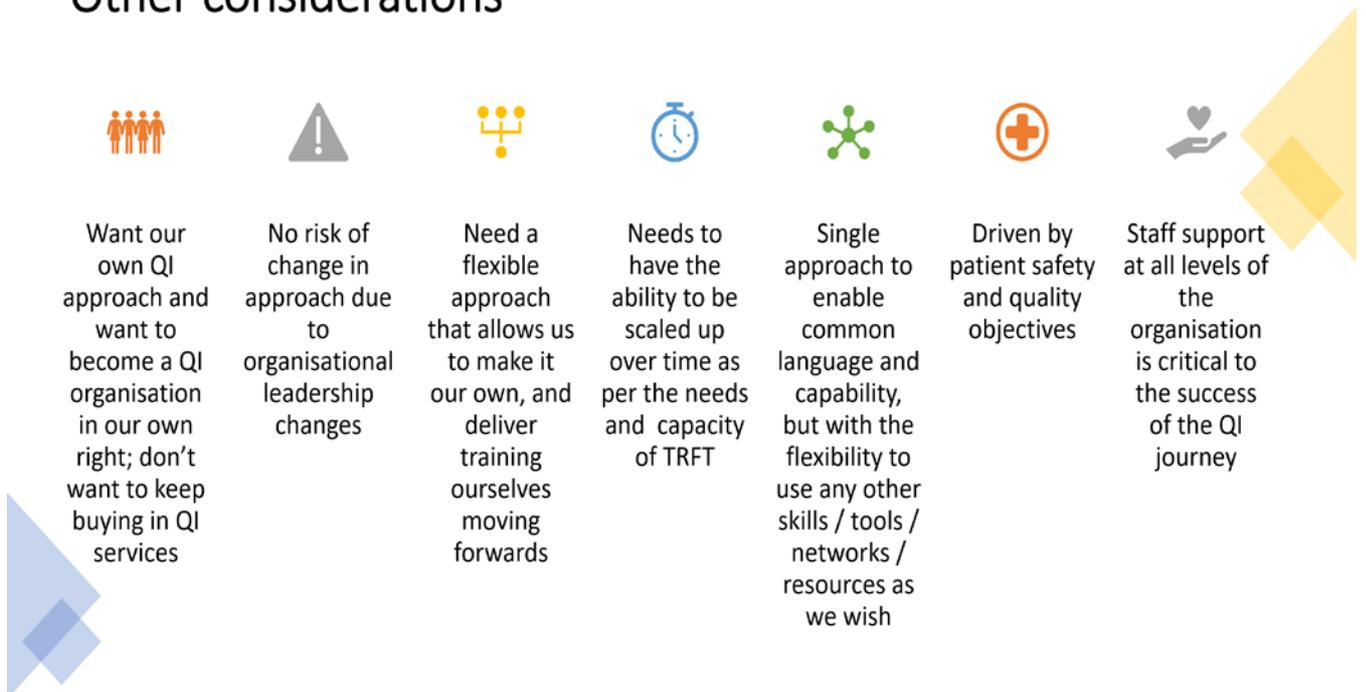 Other considerations
Want our
own QI
approach and
want to
become a QI
organisation
in our own
right; don't
want to keep
buying in QI
services
No risk of
change in
approach due
to
organisational
leadership
changes
Need a
flexible
approach
that allows us
to make it
our own, and
deliver
training
ourselves
moving
forwards
Needs to
have the
ability to be
scaled up
over time as
per the needs
and  capacity
of TRFT
Single
approach to
enable
common
language and
capability,
but with the
flexibility to
use any other
skills / tools /
networks /
resources as
we wish
Driven by
patient safety
and quality
objectives
Staff support
at all levels of
the
organisation
is critical to
the success
of the QI
journey